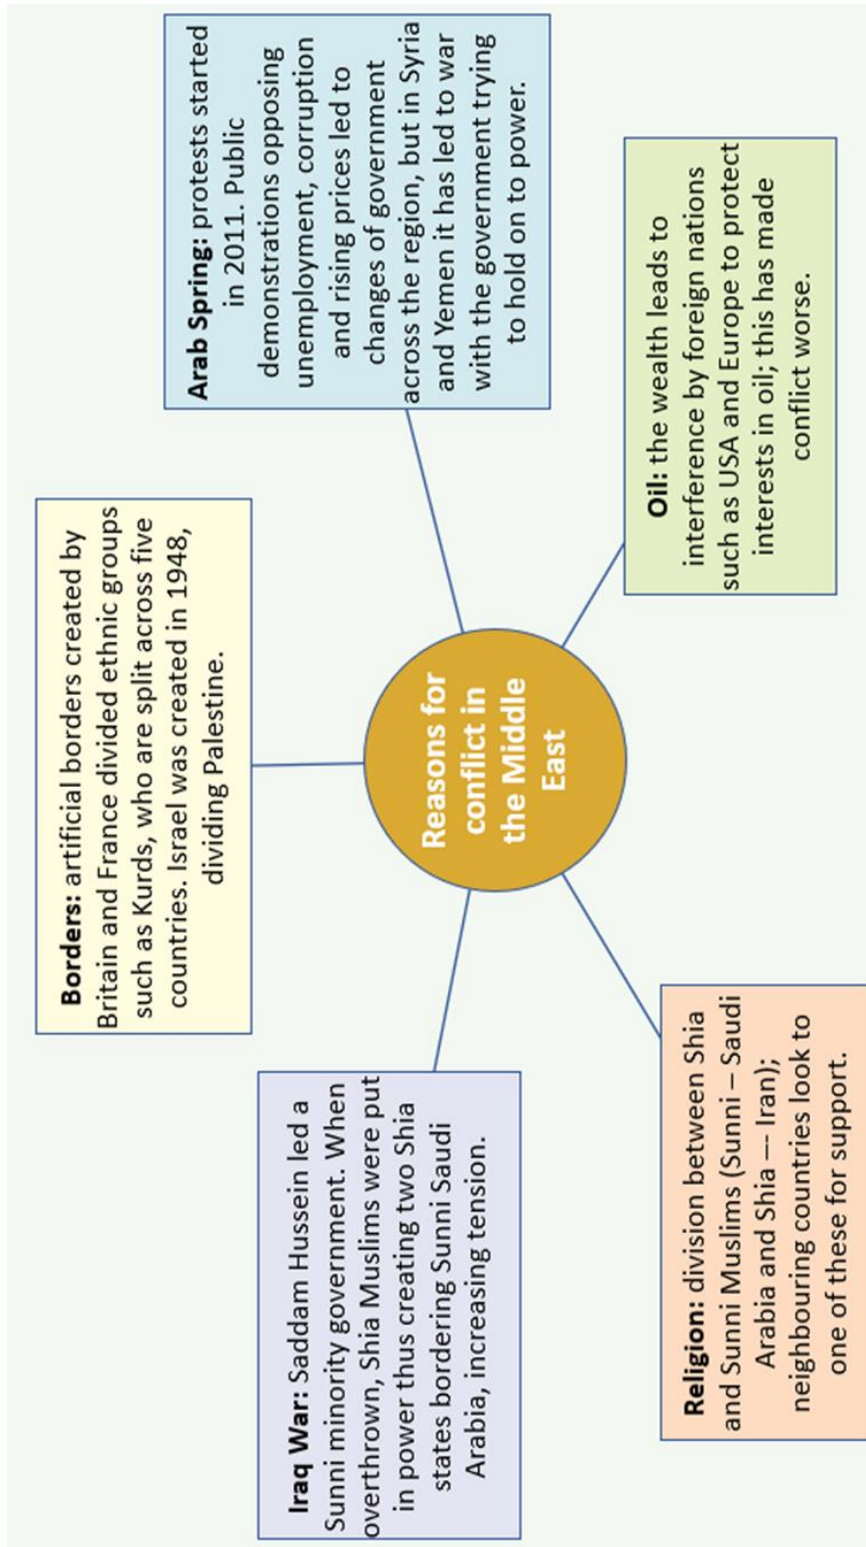 Borders: artificial borders created by
Britain and France divided ethnic groups
such as Kurds, who are split across five
countries. Israel was created in 1948,
dividing Palestine.
Arab Spring: protests started
in 2011. Public
demonstrations opposing
unemployment, corruption
and rising prices led to
changes of government
across the region, but in Syria
and Yemen it has led to war
with the government trying
to hold on to power.
Iraq War: Saddam Hussein led a
Sunni minority government. When
overthrown, Shia Muslims were put
in power thus creating two Shia
states bordering Sunni Saudi
Arabia, increasing tension.
Reasons for
conflict in
the Middle
East
Oil: the wealth leads to
interference by foreign nations
such as USA and Europe to protect
interests in oil; this has made
conflict worse.
Religion: division between Shia
and Sunni Muslims (Sunni – Saudi
Arabia and Shia –- Iran);
neighbouring countries look to
one of these for support.